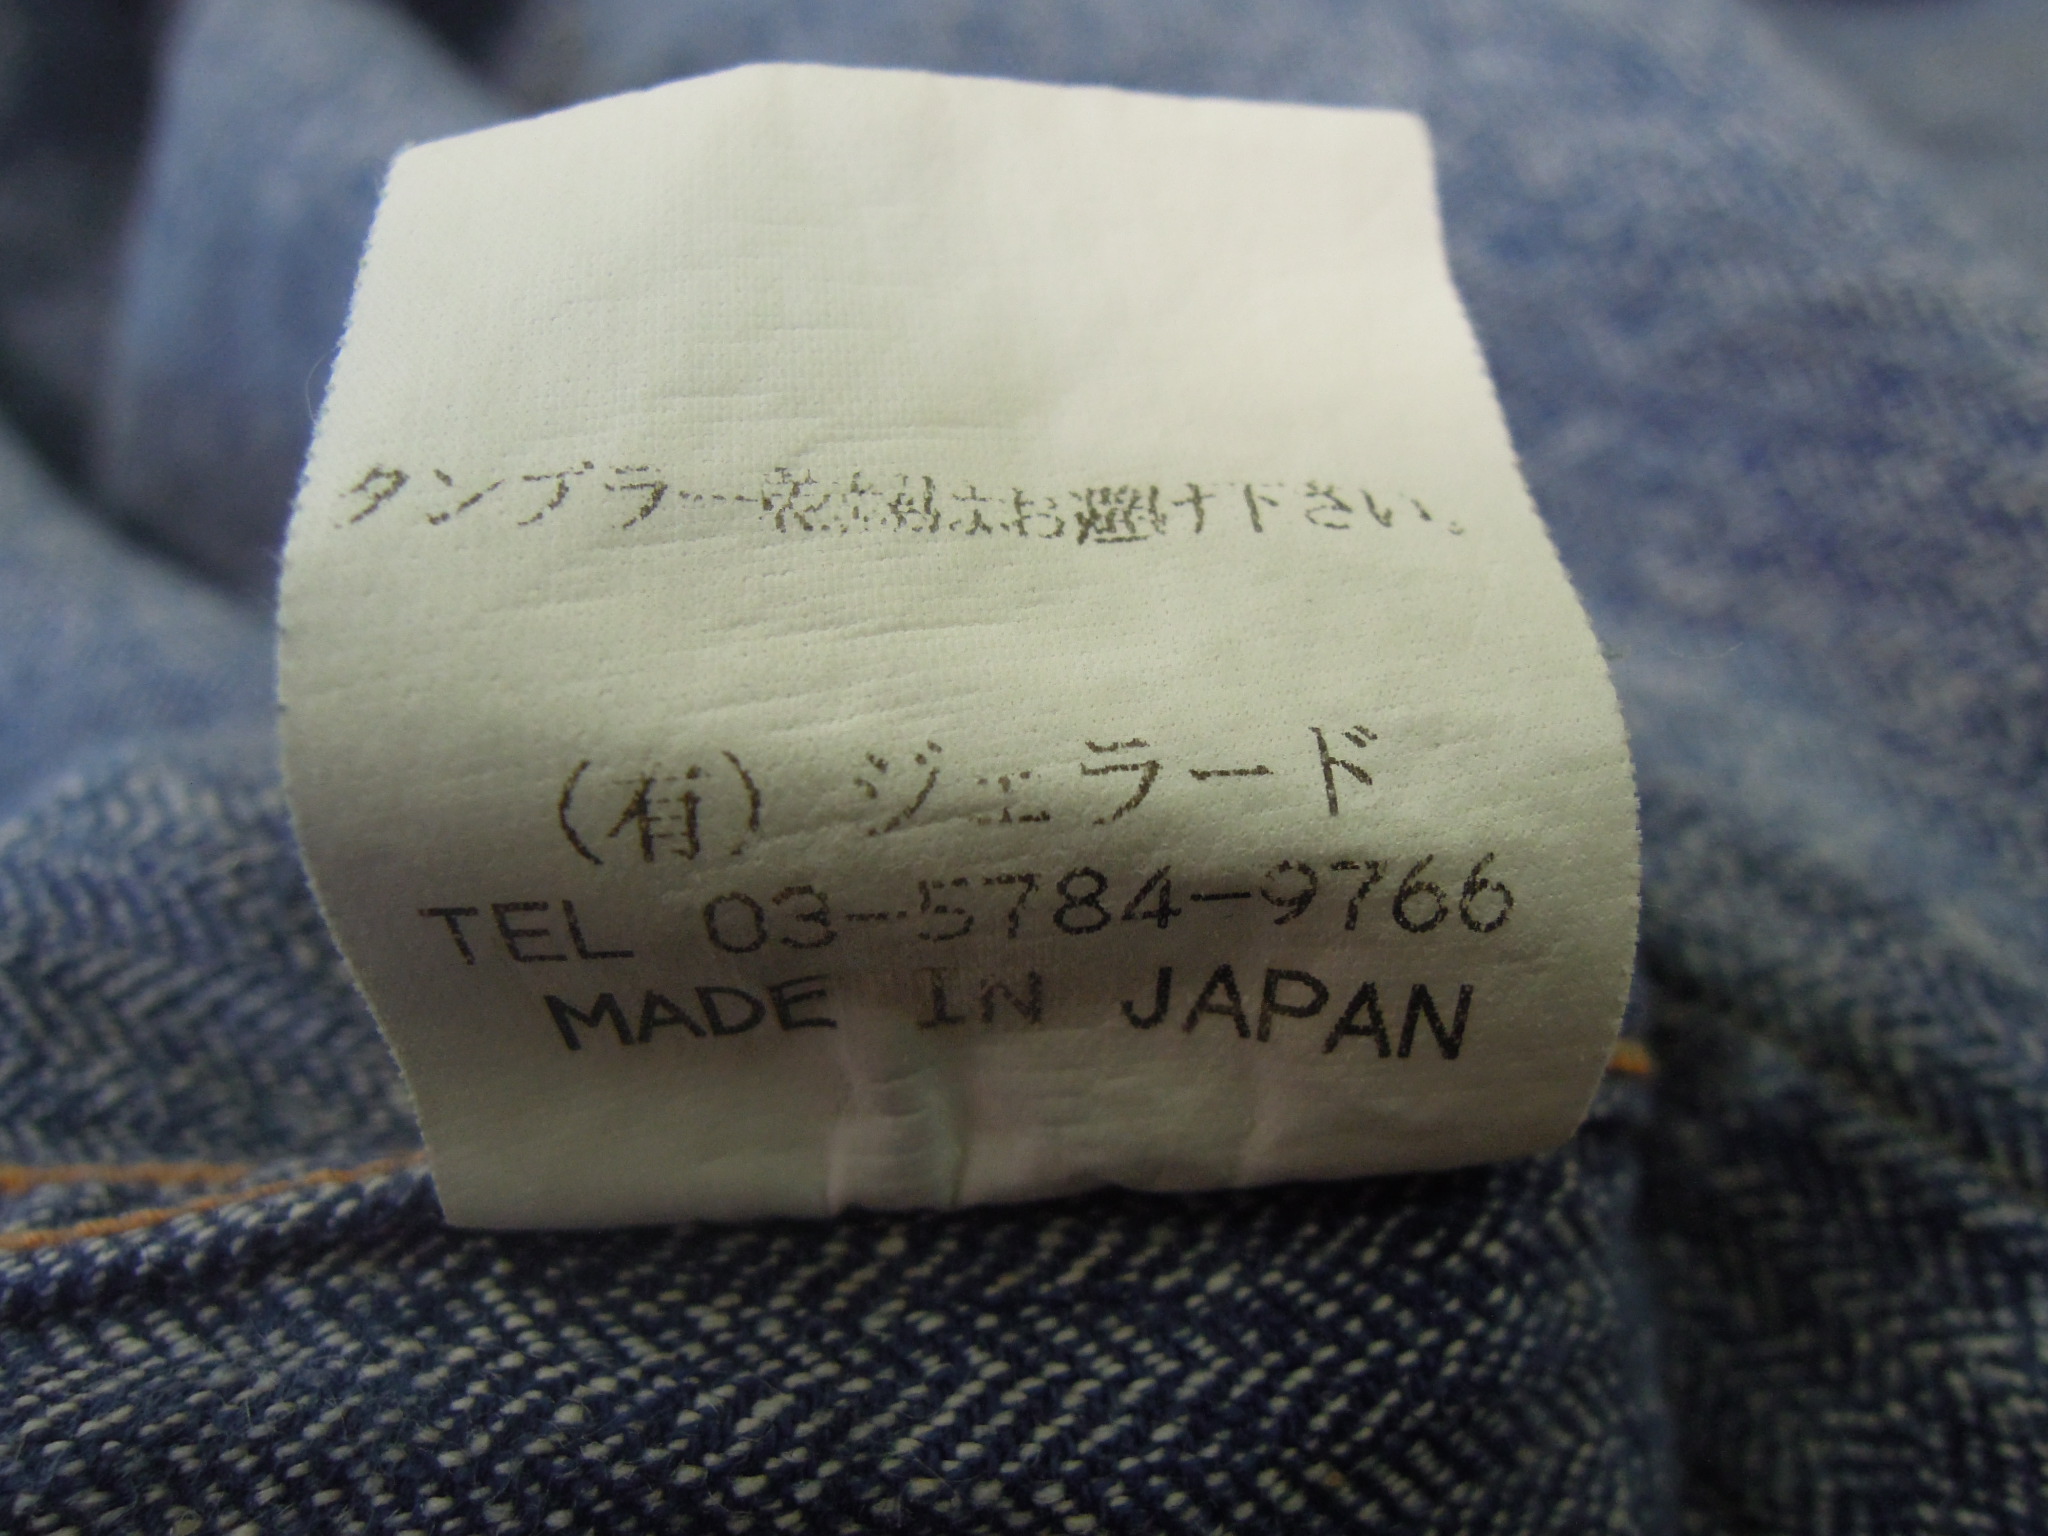 タンブラー乾燥はお避け下さい。
(有)ジェラード
TEL 03-5784-9766
MADE IN JAPAN